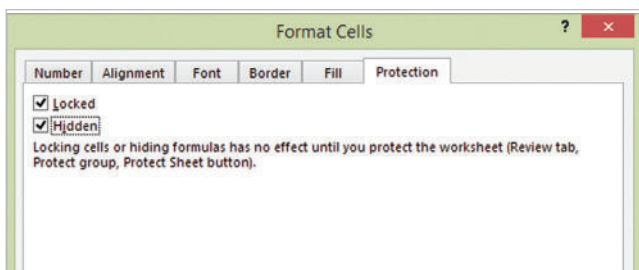 Format Cells
?
Number Alignment Font Border Fill Protection
Locked
Hidden
Locking cells or hiding formulas has no effect until you protect the worksheet (Review tab,
Protect group, Protect Sheet button).